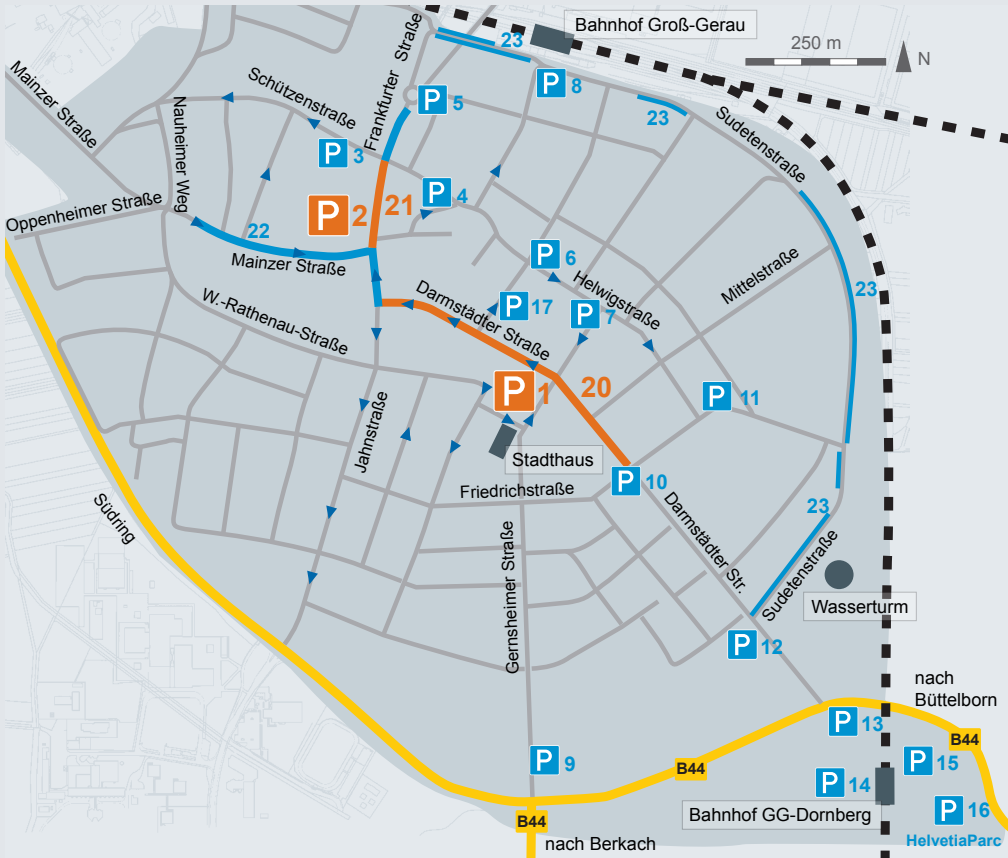 Bahnhof Groß-Gerau
250 m
N
Mainzer Straße
Nauheimer Weg
Schützenstraße
Frankfurter Straße
23
P 8
P 5
23
Sudetenstraße
P 3
P 4
P 2
21
Oppenheimer Straße
22
Mainzer Straße
P 6
Helwigstraße
Mittelstraße
23
W.-Rathenau-Straße
Darmstädter Straße
P 17
P 7
P 1
20
P 11
Jahnstraße
Stadthaus
Friedrichstraße
P 10
Südring
Darmstädter Str.
23
Sudetenstraße
Wasserturm
Gernsheimer Straße
P 12
nach
Büttelborn
P 13
B44
P 9
B44
P 15
P 14
Bahnhof GG-Dornberg
P 16
HelvetiaParc
B44
nach Berkach